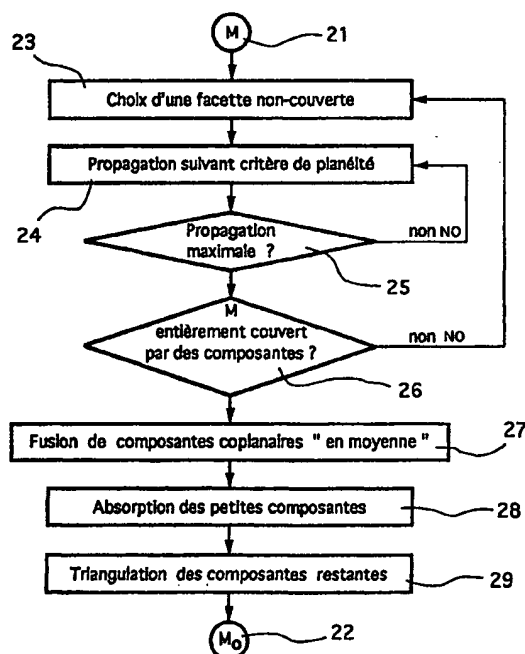 M
21
23
Choix d'une facette non-couverte
Propagation suivant critère de planéité
24
Propagation
maximale ?
non NO
25
M
entièrement couvert
par des composantes ?
non NO
26
Fusion de composantes coplanaires " en moyenne "
27
Absorption des petites composantes
28
Triangulation des composantes restantes
29
Mo
22